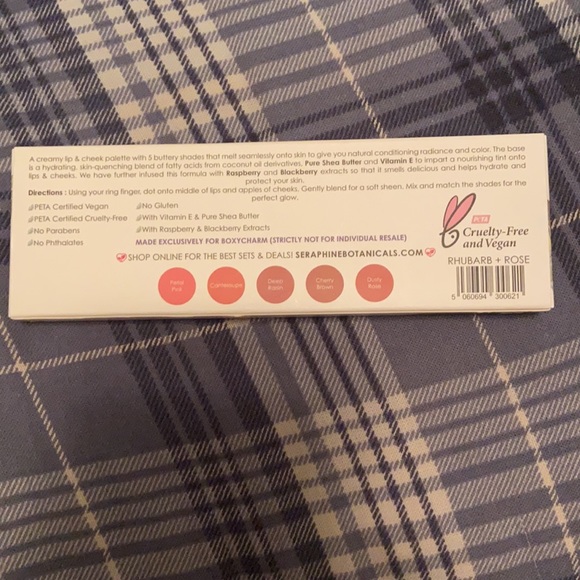 A creamy lip & cheek palette with 5 buttery shades that melt seamlessly onto skin to give you natural conditioning radiance and color. The base
is a hydrating, skin-quenching blend of fatty acids from coconut oil derivatives, Pure Shea Butter and Vitamin E to impart a nourishing tint onto
lips & cheeks. We have further infused this formula with Raspberry and Blackberry extracts so that it smells delicious and helps hydrate and
protect your skin.
Directions : Using your ring finger, dot onto middle of lips and apples of cheeks. Gently blend for a soft sheen. Mix and match the shades for the
perfect glow.
PETA Certified Vegan
PETA Certified Cruelty-Free
No Parabens
No Phthalates
No Gluten
With Vitamin E & Pure Shea Butter
With Raspberry & Blackberry Extracts
MADE EXCLUSIVELY FOR BOXYCHARM (STRICTLY NOT FOR INDIVIDUAL RESALE)
SHOP ONLINE FOR THE BEST SETS & DEALS! SERAPHINEBOTANICALS.COM
Petal
Pink
Cantaloupe
Deep
Raisin
Cherry
Brown
Dusty
Rose
PETA
Cruelty-Free
and Vegan
RHUBARB + ROSE
5 060694 300621